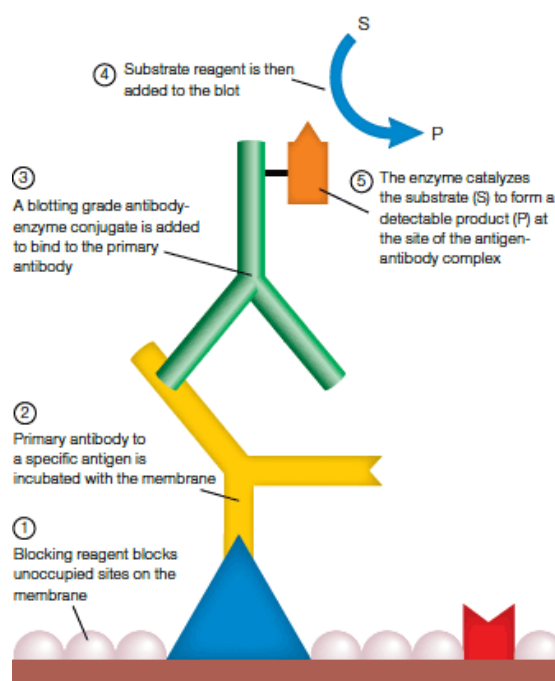 S
④ Substrate reagent is then
added to the blot
P
③
A blotting grade antibody-
enzyme conjugate is added
to bind to the primary
antibody
⑤ The enzyme catalyzes
the substrate (S) to form a
detectable product (P) at
the site of the antigen-
antibody complex
②
Primary antibody to
a specific antigen is
incubated with the membrane
①
Blocking reagent blocks
unoccupied sites on the
membrane